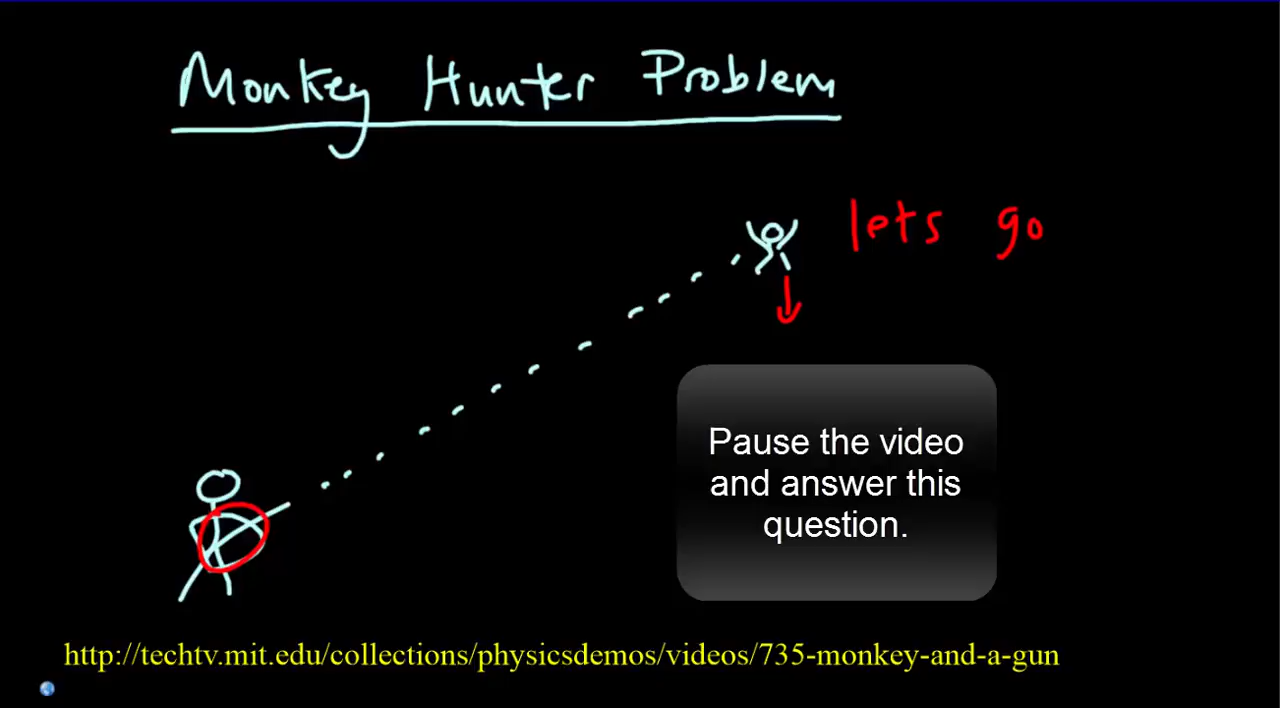 Monkey Hunter Problem
lets go
Pause the video
and answer this
question.
http://techtv.mit.edu/collections/physicsdemos/videos/735-monkey-and-a-gun